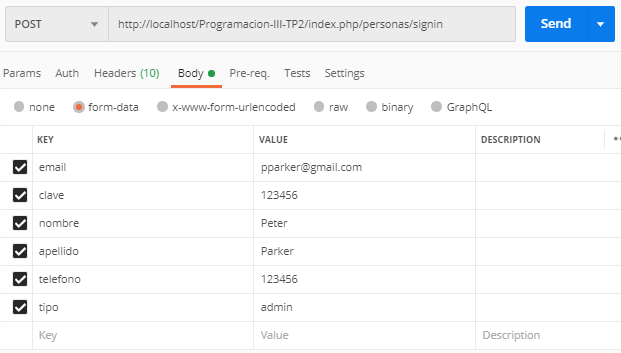 POST http://localhost/Programacion-III-TP2/index.php/personas/signin Send
Params Auth Headers (10) Body Pre-req. Tests Settings
none form-data x-www-form-urlencoded raw binary GraphQL
KEY VALUE DESCRIPTION
email pparker@gmail.com
clave 123456
nombre Peter
apellido Parker
telefono 123456
tipo admin
Key Value Description